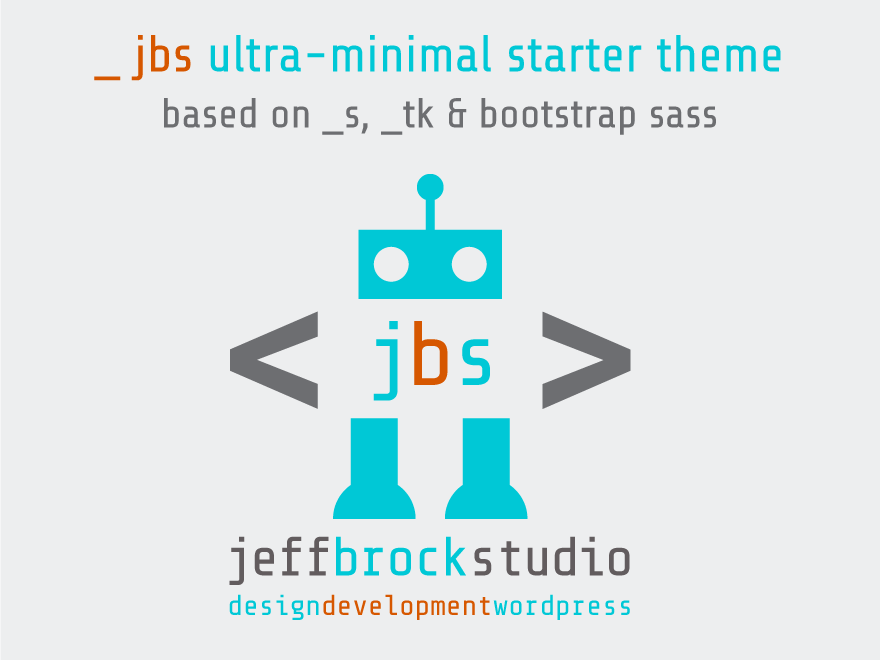 _ jbs ultra-minimal starter theme
based on _s, _tk & bootstrap sass
< jbs >
jeffbrockstudio
designdevelopmentwordpress